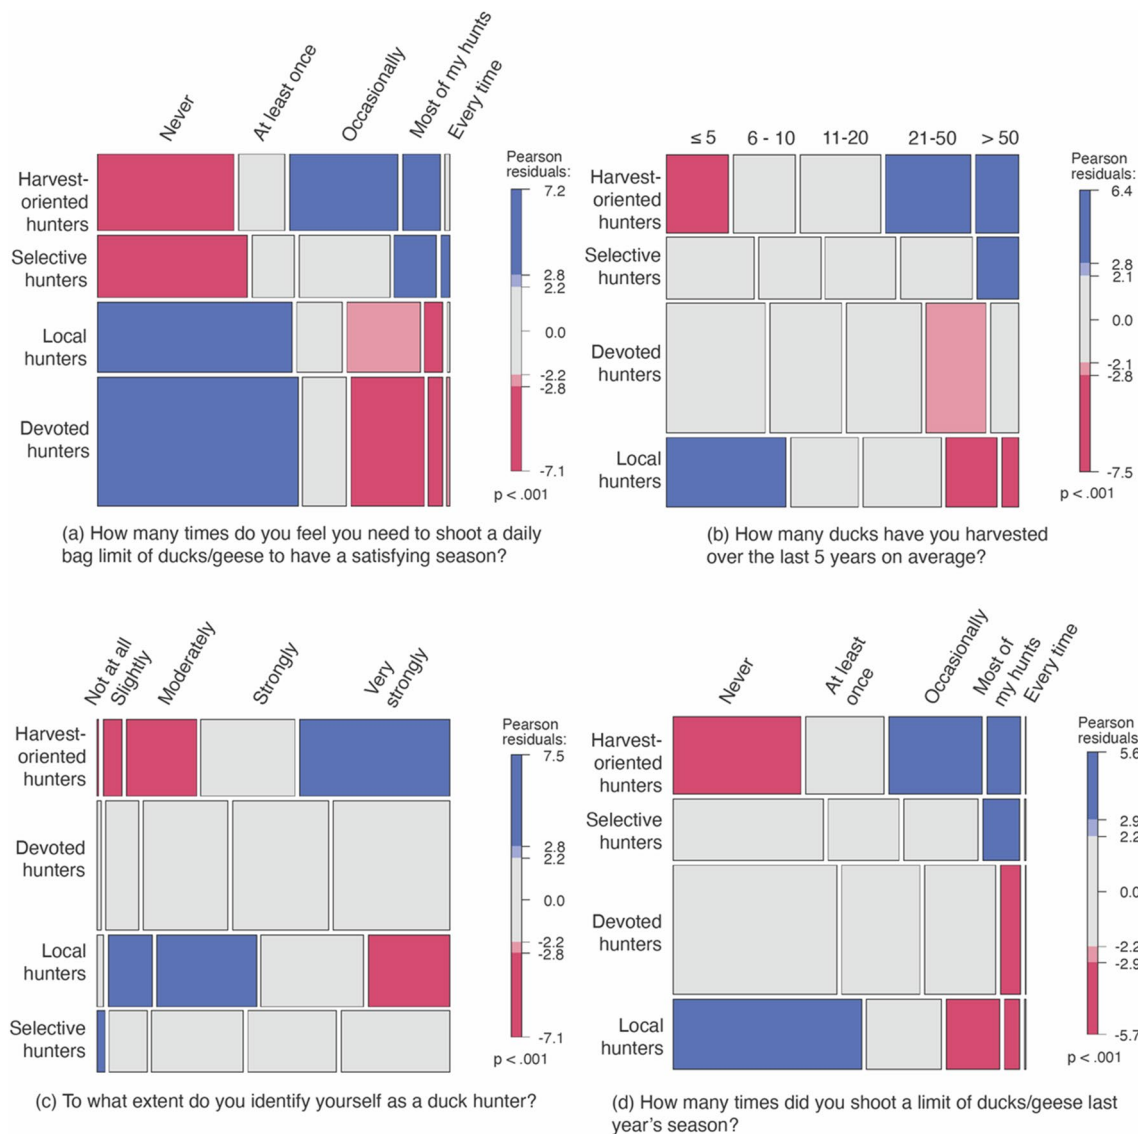 Never
At least once
Occasionally
Most of my hunts
Every time
Harvest-
oriented
hunters
Selective
hunters
Local
hunters
Devoted
hunters
Pearson
residuals:
7.2
2.8
2.2
0.0
-2.2
-2.8
-7.1
p < .001
(a) How many times do you feel you need to shoot a daily
bag limit of ducks/geese to have a satisfying season?
≤ 5
6 - 10
11-20
21-50
> 50
Harvest-
oriented
hunters
Selective
hunters
Devoted
hunters
Local
hunters
Pearson
residuals:
6.4
2.8
2.1
0.0
-2.1
-2.8
-7.5
p < .001
(b) How many ducks have you harvested
over the last 5 years on average?
Not at all
Slightly
Moderately
Strongly
Very
strongly
Harvest-
oriented
hunters
Devoted
hunters
Local
hunters
Selective
hunters
Pearson
residuals:
7.5
2.8
2.2
0.0
-2.2
-2.8
-7.1
p < .001
(c) To what extent do you identify yourself as a duck hunter?
Never
At least
once
Occasionally
Most of
my hunts
Every time
Harvest-
oriented
hunters
Selective
hunters
Devoted
hunters
Local
hunters
Pearson
residuals
5.6
2.9
2.2
0.0
-2.2
-2.9
-5.7
p < .001
(d) How many times did you shoot a limit of ducks/geese last
year's season?